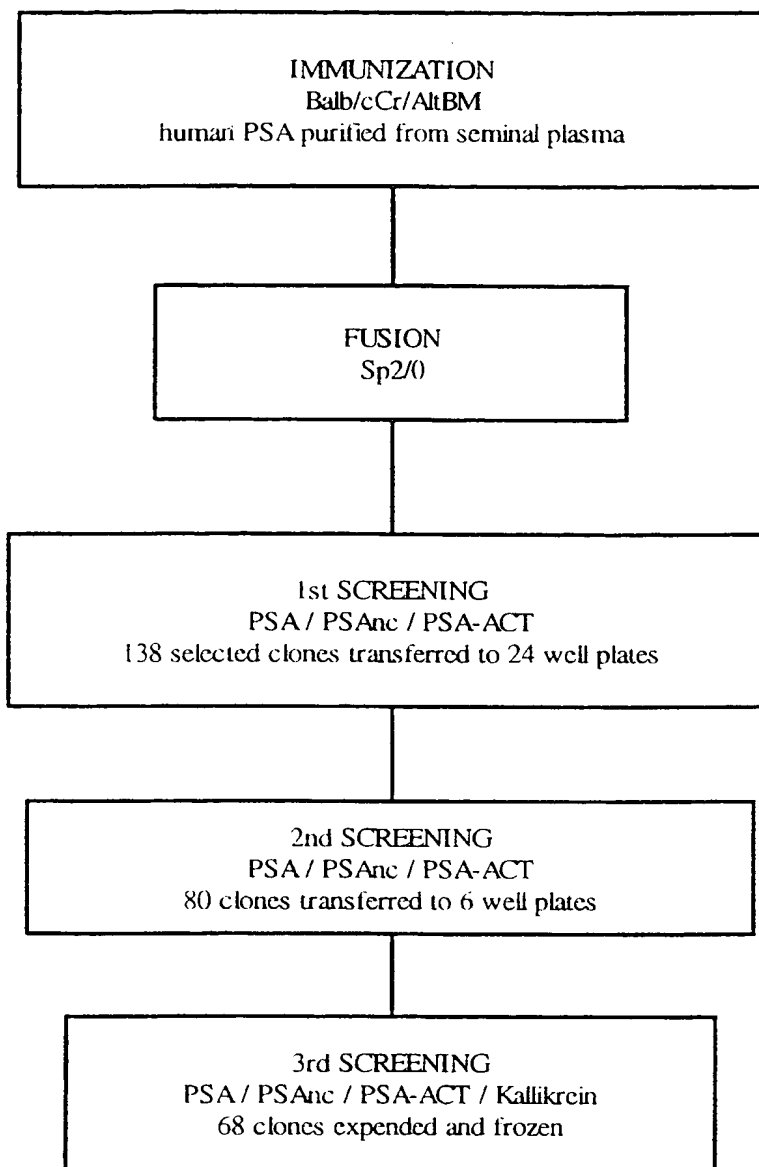 IMMUNIZATION
Balb/cCr/AltBM
human PSA purified from seminal plasma
FUSION
Sp2/0
1st SCREENING
PSA / PSAnc / PSA-ACT
138 selected clones transferred to 24 well plates
2nd SCREENING
PSA / PSAnc / PSA-ACT
80 clones transferred to 6 well plates
3rd SCREENING
PSA / PSAnc / PSA-ACT / Kallikrein
68 clones expended and frozen